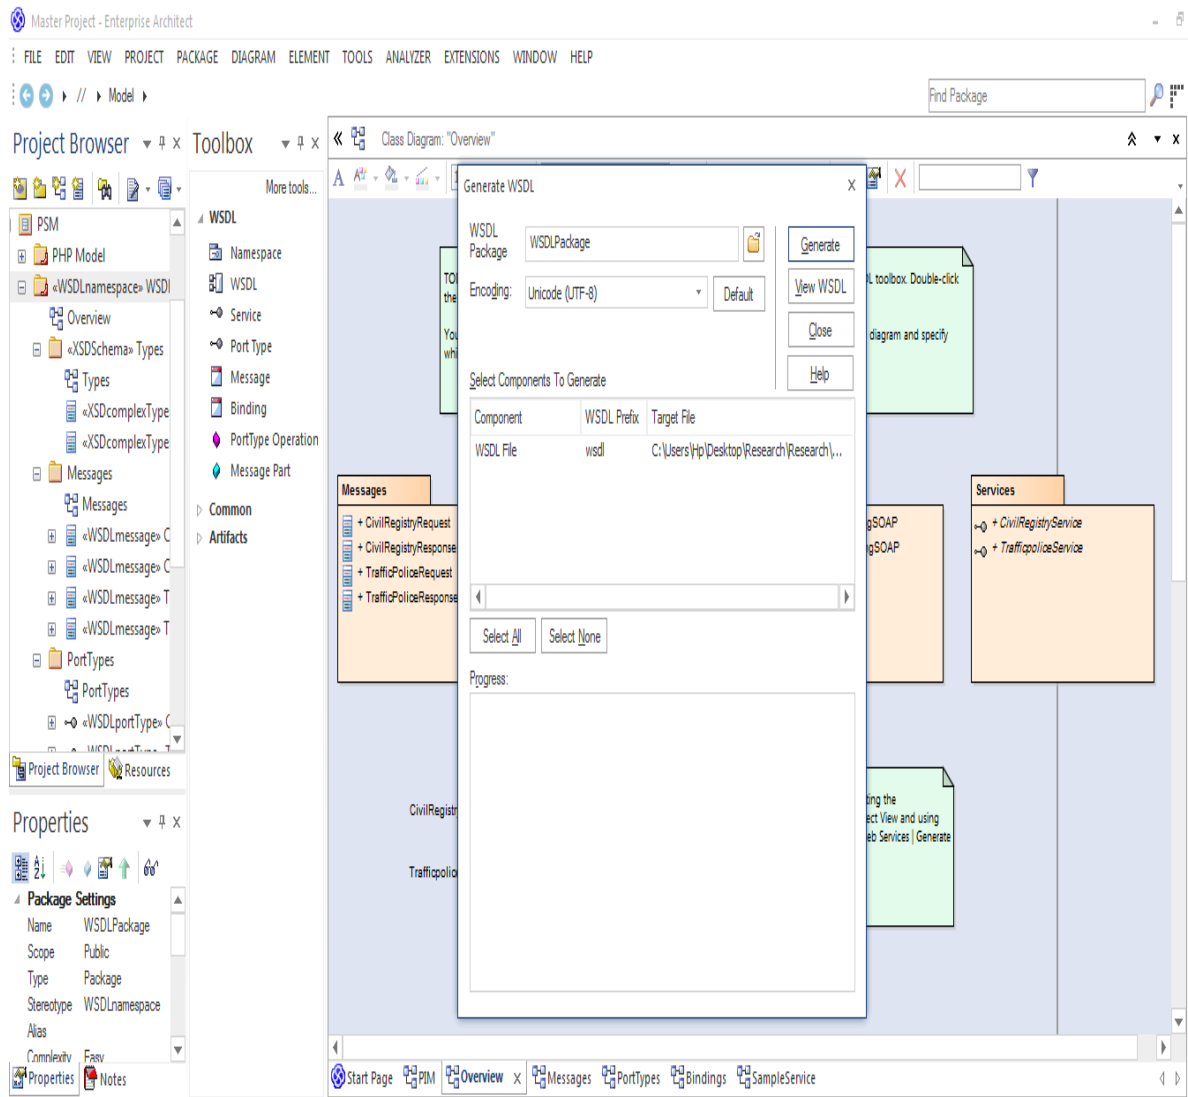 Master Project - Enterprise Architect
FILE EDIT VIEW PROJECT PACKAGE DIAGRAM ELEMENT TOOLS ANALYZER EXTENSIONS WINDOW HELP
// Model
Find Package
Project Browser
PSM
PHP Model
«WSDLnamespace» WSDI
Overview
«XSDSchema» Types
Types
«XSDcomplexType
«XSDcomplexType
Messages
Messages
«WSDLmessage» C
«WSDLmessage» C
«WSDLmessage» T
«WSDLmessage» T
PortTypes
PortTypes
«WSDLportType» C
Project Browser Resources
Properties
Package Settings
Name WSDLPackage
Scope Public
Type Package
Stereotype WSDLnamespace
Alias
Complexity Easy
Properties Notes
Toolbox
More tools...
WSDL
Namespace
WSDL
Service
Port Type
Message
Binding
PortType Operation
Message Part
Common
Artifacts
Class Diagram: "Overview"
A
Generate WSDL
WSDL Package
WSDLPackage
Generate
Encoding:
Unicode (UTF-8)
Default
View WSDL
Close
Help
Select Components To Generate
Component WSDL Prefix Target File
WSDL File wsdl C:\Users\Hp\Desktop\Research\Research\,...
Select All Select None
Progress:
the
You
L toolbox. Double-click
diagram and specify
Messages
+ CivilRegistryRequest
+ CivilRegistryResponse
+ TrafficPoliceRequest
+ TrafficPoliceResponse
gSOAP
gSOAP
Services
+ CivilRegistryService
+ TrafficpoliceService
CivilRegistr
Trafficpolic
ting the
ect View and using
eb Services | Generate
Start Page PIM Overview x Messages PortTypes Bindings SampleService